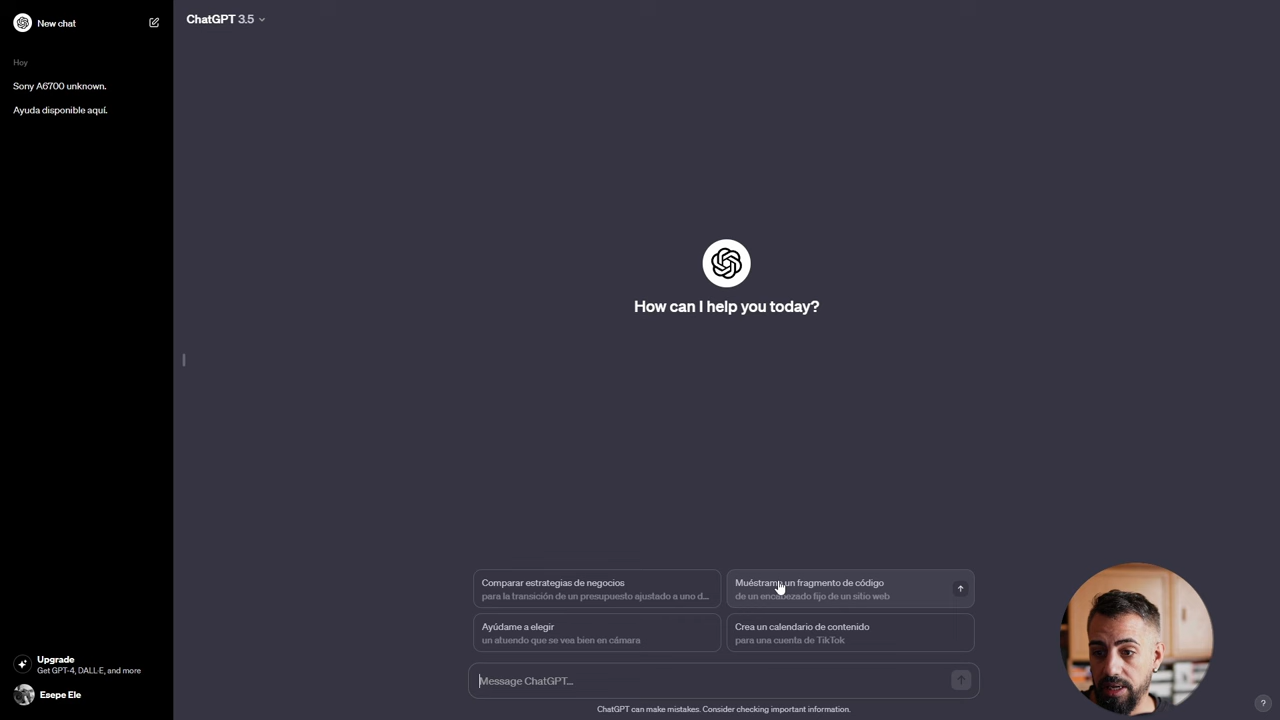 New chat
ChatGPT 3.5
Hoy
Sony A6700 unknown.
Ayuda disponible aquí.
How can I help you today?
Comparar estrategias de negocios
para la transición de un presupuesto ajustado a uno d...
Muéstrame un fragmento de código
de un encabezado fijo de un sitio web
Ayúdame a elegir
un atuendo que se vea bien en cámara
Crea un calendario de contenido
para una cuenta de TikTok
Message ChatGPT...
Upgrade
Get GPT-4, DALL·E, and more
Esepe Ele
ChatGPT can make mistakes. Consider checking important information.
?